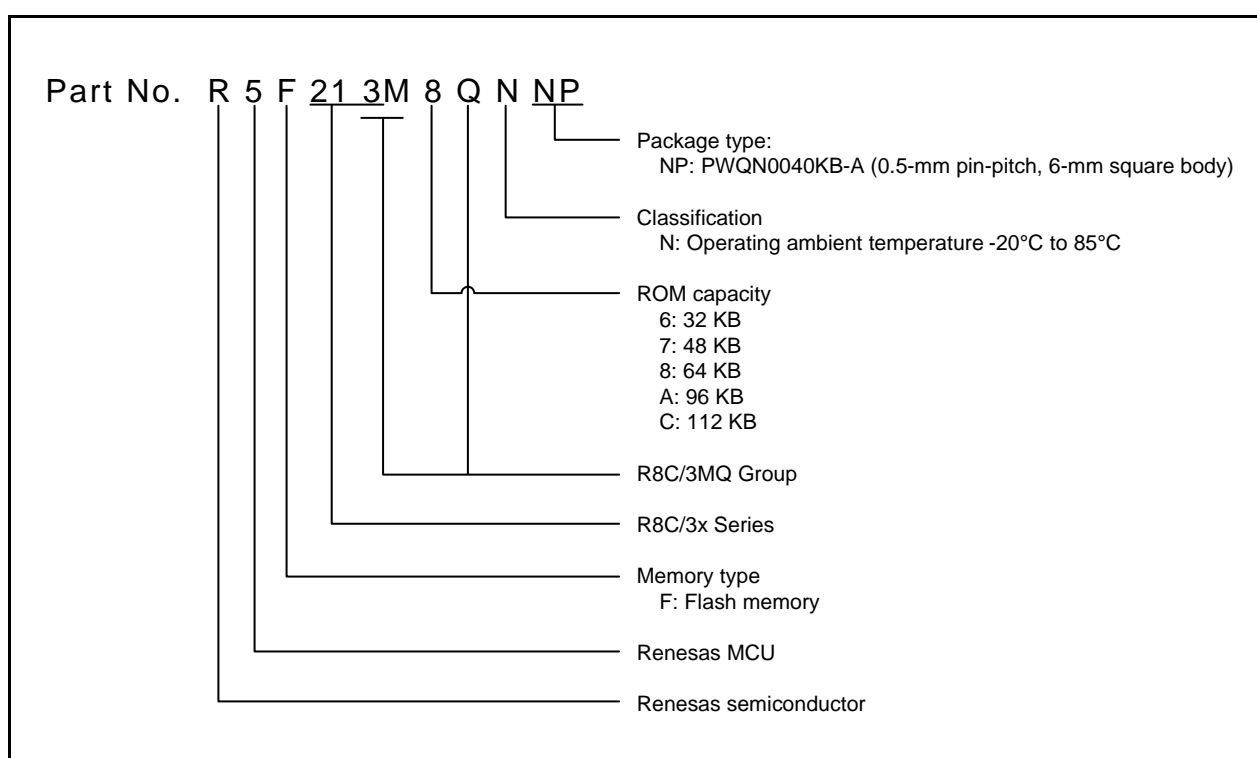 Part No. R 5 F 21 3M 8 Q N NP
Package type:
NP: PWQN0040KB-A (0.5-mm pin-pitch, 6-mm square body)
Classification
N: Operating ambient temperature -20°C to 85°C
ROM capacity
6: 32 KB
7: 48 KB
8: 64 KB
A: 96 KB
C: 112 KB
R8C/3MQ Group
R8C/3x Series
Memory type
F: Flash memory
Renesas MCU
Renesas semiconductor